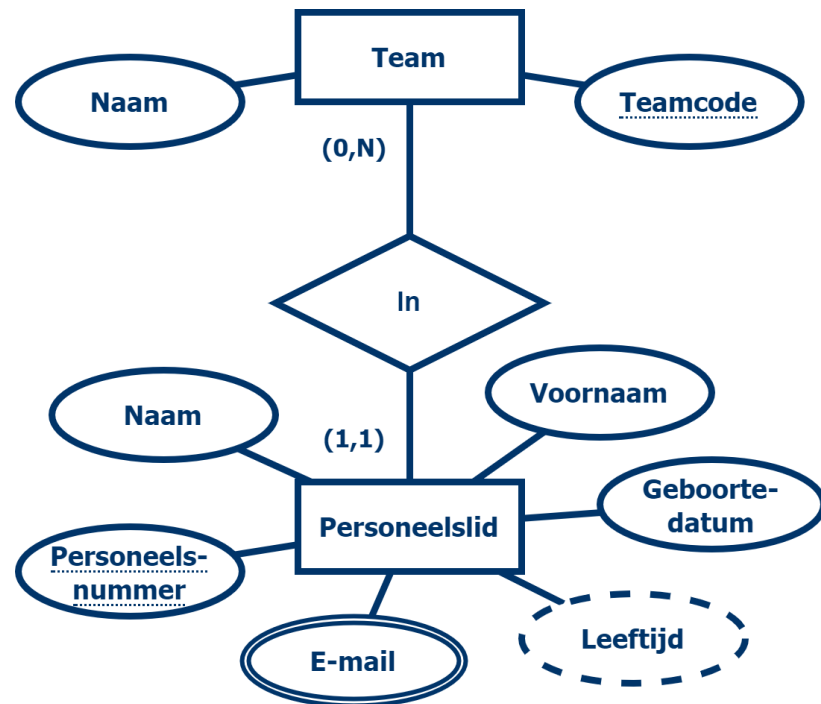 Team
Naam
Teamcode
(0,N)
In
Naam
Voornaam
(1,1)
Geboorte-
datum
Personeelslid
Personeels-
nummer
E-mail
Leeftijd